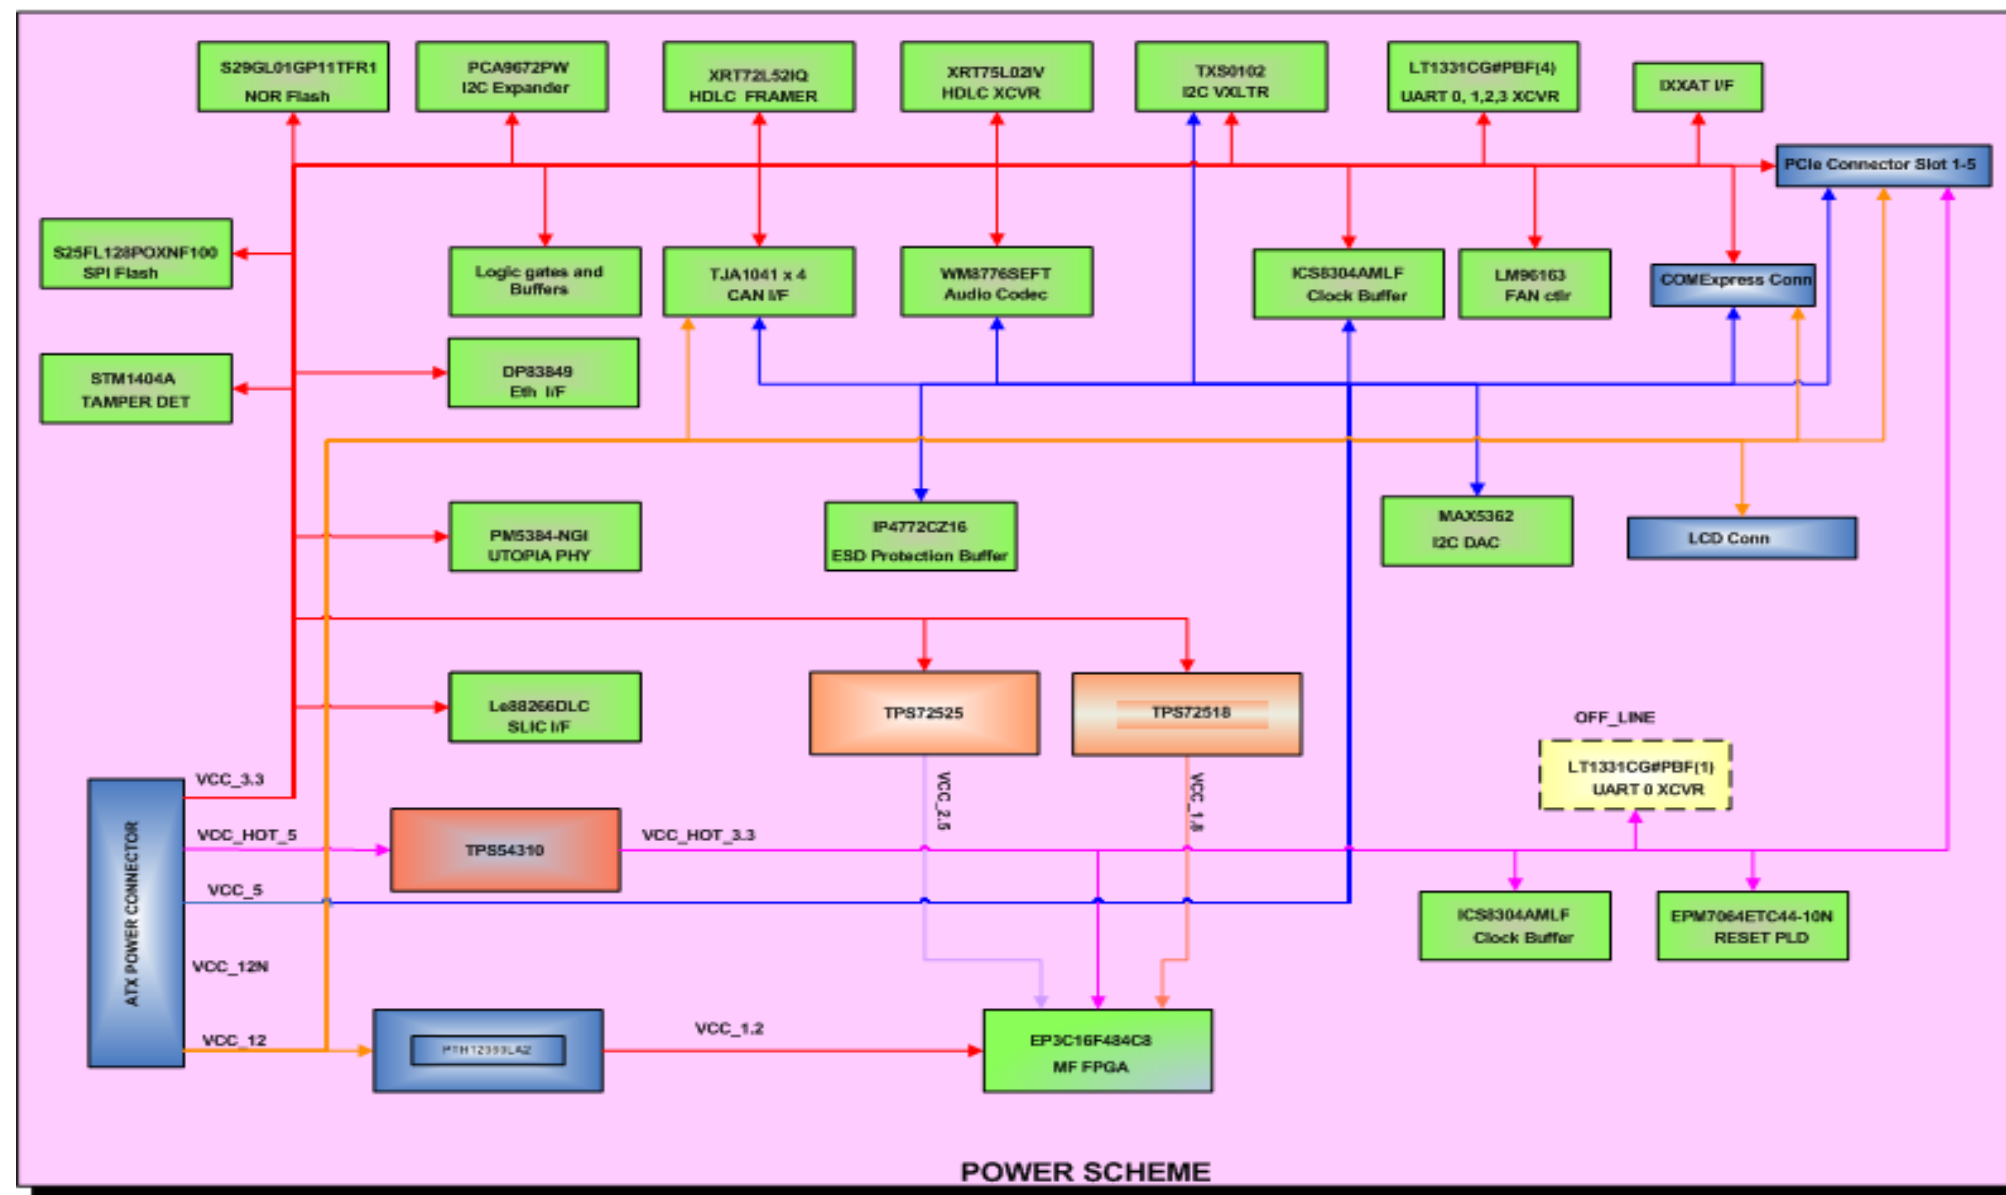 S29GL01GP11TFR1
NOR Flash
PCA9672PW
I2C Expander
XRT72L52IQ
HDLC FRAMER
XRT75L02IV
HDLC XCVR
TXS0102
I2C VXLTR
LT1331CG#PBF(4)
UART 0, 1,2,3 XCVR
IXXAT I/F
PCIe Connector Slot 1-5
S25FL128POXNF100
SPI Flash
Logic gates and
Buffers
TJA1041 x 4
CAN I/F
WM8776SEFT
Audio Codec
ICS8304AMLF
Clock Buffer
LM96163
FAN ctlr
COMExpress Conn
STM1404A
TAMPER DET
DP83849
Eth I/F
PM5384-NGI
UTOPIA PHY
IP4772CZ16
ESD Protection Buffer
MAX5362
I2C DAC
LCD Conn
Le88266DLC
SLIC I/F
TPS72525
TPS72518
OFF_LINE
LT1331CG#PBF(1)
UART 0 XCVR
VCC_3.3
VCC_2.5
VCC_1.8
VCC_HOT_5
TPS54310
VCC_HOT_3.3
VCC_5
ATX POWER CONNECTOR
ICS8304AMLF
Clock Buffer
EPM7064ETC44-10N
RESET PLD
VCC_12N
VCC_12
VCC_1.2
EP3C16F484C8
MF FPGA
POWER SCHEME